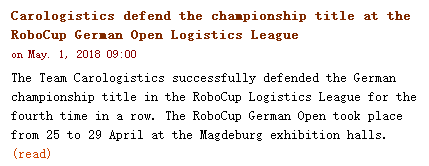 Carologistics defend the championship title at the
RoboCup German Open Logistics League
on May. 1, 2018 09:00
The Team Carologistics successfully defended the German
championship title in the RoboCup Logistics League for the
fourth time in a row. The RoboCup German Open took place
from 25 to 29 April at the Magdeburg exhibition halls.
(read)